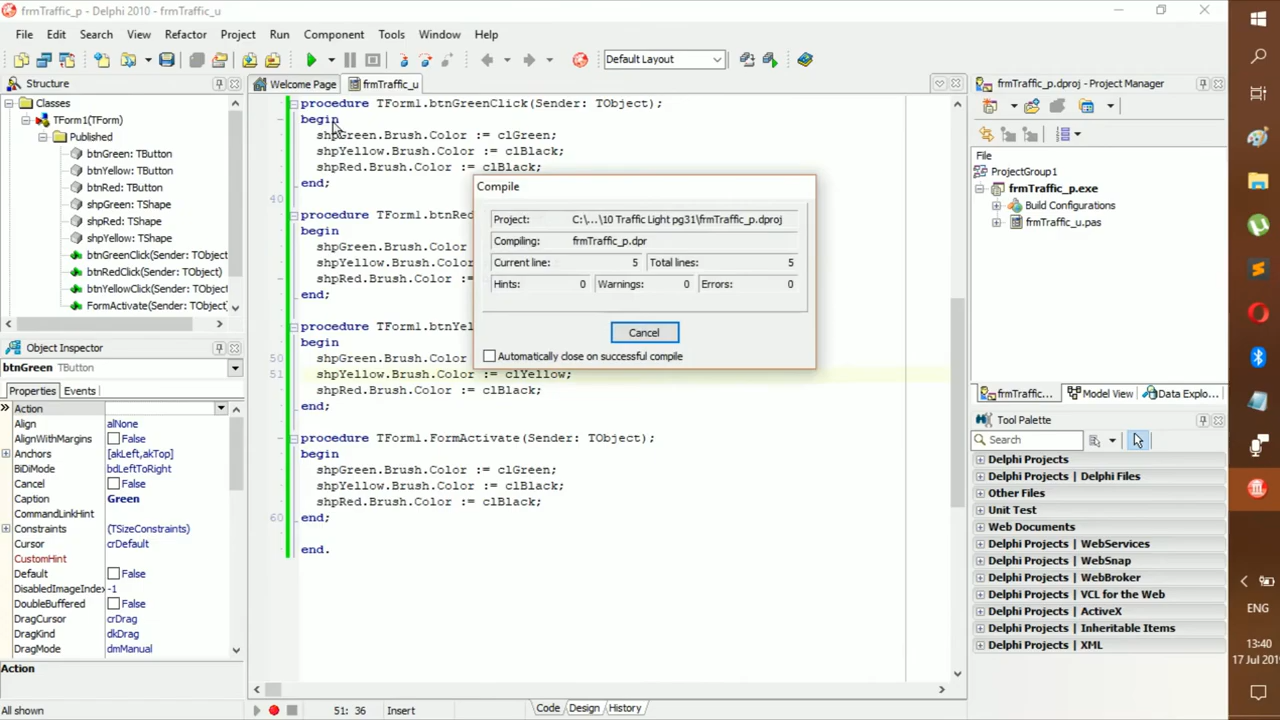 frmTraffic_p - Delphi 2010 - frmTraffic_u
File Edit Search View Refactor Project Run Component Tools Window Help
Default Layout
Structure
Classes
TForm1(TForm)
Published
btnGreen: TButton
btnYellow: TButton
btnRed: TButton
shpGreen: TShape
shpRed: TShape
shpYellow: TShape
btnGreenClick(Sender: TObject)
btnRedClick(Sender: TObject)
btnYellowClick(Sender: TObject)
FormActivate(Sender: TObject)
Object Inspector
btnGreen TButton
Properties Events
Action
Align alNone
AlignWithMargins False
Anchors [akLeft,akTop]
BiDiMode bdLeftToRight
Cancel False
Caption Green
CommandLinkHint
Constraints (TSizeConstraints)
Cursor crDefault
CustomHint
Default False
DisabledImageIndex -1
DoubleBuffered False
DragCursor crDrag
DragKind dkDrag
DragMode dmManual
Action
All shown
Welcome Page frmTraffic_u
procedure TForm1.btnGreenClick(Sender: TObject);
begin
shpGreen.Brush.Color := clGreen;
shpYellow.Brush.Color := clBlack;
shpRed.Brush.Color := clBlack;
end;
40
procedure TForm1.btnRed
begin
shpGreen.Brush.Color
shpYellow.Brush.Color
shpRed.Brush.Color :=
end;
procedure TForm1.btnYel
begin
50 shpGreen.Brush.Color
51 shpYellow.Brush.Color := clYellow;
shpRed.Brush.Color := clBlack;
end;
procedure TForm1.FormActivate(Sender: TObject);
begin
shpGreen.Brush.Color := clGreen;
shpYellow.Brush.Color := clBlack;
shpRed.Brush.Color := clBlack;
60 end;
end.
51: 36 Insert Code Design History
Compile
Project: C:\...\10 Traffic Light pg31\frmTraffic_p.dproj
Compiling: frmTraffic_p.dpr
Current line: 5 Total lines: 5
Hints: 0 Warnings: 0 Errors: 0
Cancel
Automatically close on successful compile
frmTraffic_p.dproj - Project Manager
File
ProjectGroup1
frmTraffic_p.exe
Build Configurations
frmTraffic_u.pas
frmTraffic... Model View Data Explo...
Tool Palette
Search
Delphi Projects
Delphi Projects | Delphi Files
Other Files
Unit Test
Web Documents
Delphi Projects | WebServices
Delphi Projects | WebSnap
Delphi Projects | WebBroker
Delphi Projects | VCL for the Web
Delphi Projects | ActiveX
Delphi Projects | Inheritable Items
Delphi Projects | XML
ENG
13:40
17 Jul 201